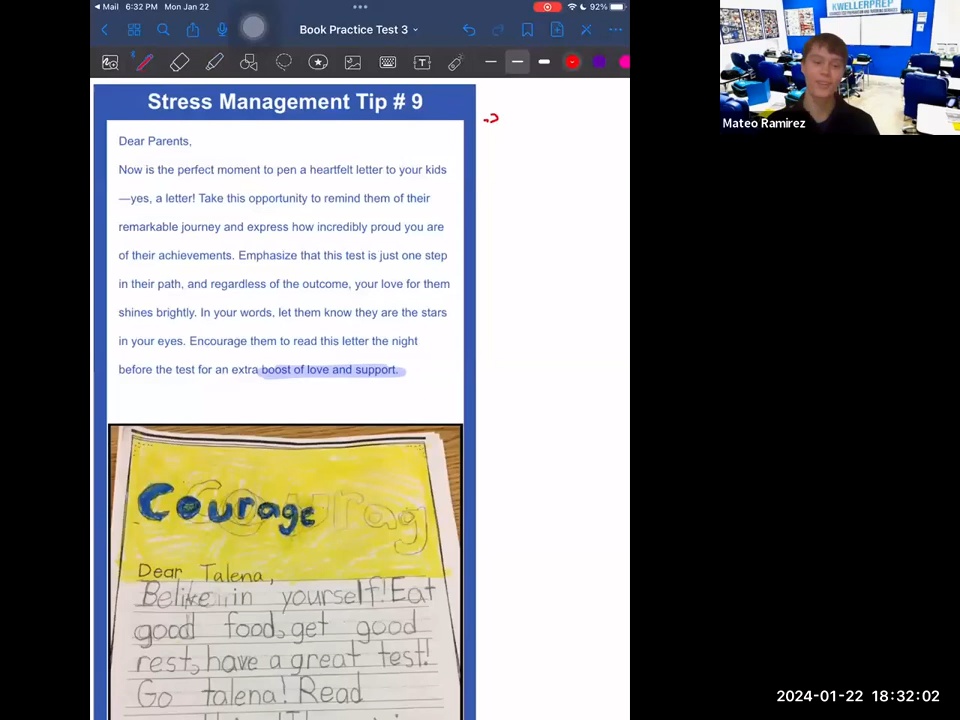 Mail 6:32 PM Mon Jan 22
92%
Book Practice Test 3
Stress Management Tip # 9
Dear Parents,
Now is the perfect moment to pen a heartfelt letter to your kids
—yes, a letter! Take this opportunity to remind them of their
remarkable journey and express how incredibly proud you are
of their achievements. Emphasize that this test is just one step
in their path, and regardless of the outcome, your love for them
shines brightly. In your words, let them know they are the stars
in your eyes. Encourage them to read this letter the night
before the test for an extra boost of love and support.
Courage
Dear Talena,
Belike in yourself! Eat
good food, get good
rest, have a great test!
Go talena! Read
KWELLERPREP
Mateo Ramirez
2024-01-22 18:32:02